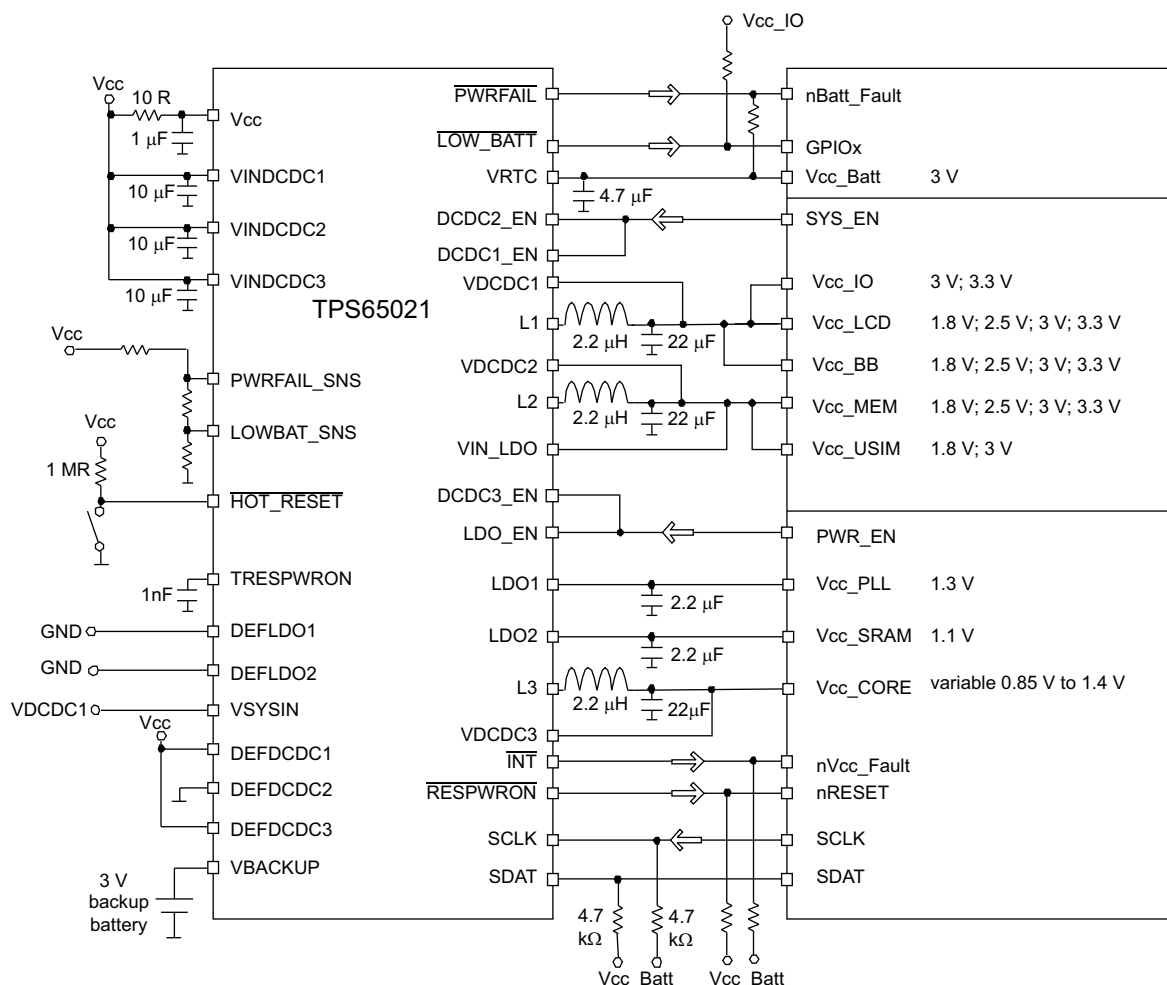 Vcc_IO
Vcc
10 R
1 μF
Vcc
10 μF
VINDCDC1
10 μF
VINDCDC2
10 μF
VINDCDC3
TPS65021
Vcc
PWRFAIL_SNS
LOWBAT_SNS
Vcc
1 MR
HOT_RESET
1nF
TRESPWRON
GND
DEFLDO1
GND
DEFLDO2
VDCDC1
VSYSIN
Vcc
DEFDCDC1
DEFDCDC2
DEFDCDC3
VBACKUP
3 V
backup
battery
PWRFAIL
LOW_BATT
VRTC
4.7 μF
DCDC2_EN
DCDC1_EN
VDCDC1
L1
2.2 μH
22 μF
VDCDC2
L2
2.2 μH
22 μF
VIN_LDO
DCDC3_EN
LDO_EN
LDO1
2.2 μF
LDO2
2.2 μF
L3
2.2 μH
22μF
VDCDC3
INT
RESPWRON
SCLK
SDAT
4.7
kΩ
4.7
kΩ
Vcc_Batt
Vcc_Batt
nBatt_Fault
GPIOx
Vcc_Batt 3 V
SYS_EN
Vcc_IO 3 V; 3.3 V
Vcc_LCD 1.8 V; 2.5 V; 3 V; 3.3 V
Vcc_BB 1.8 V; 2.5 V; 3 V; 3.3 V
Vcc_MEM 1.8 V; 2.5 V; 3 V; 3.3 V
Vcc_USIM 1.8 V; 3 V
PWR_EN
Vcc_PLL 1.3 V
Vcc_SRAM 1.1 V
Vcc_CORE variable 0.85 V to 1.4 V
nVcc_Fault
nRESET
SCLK
SDAT